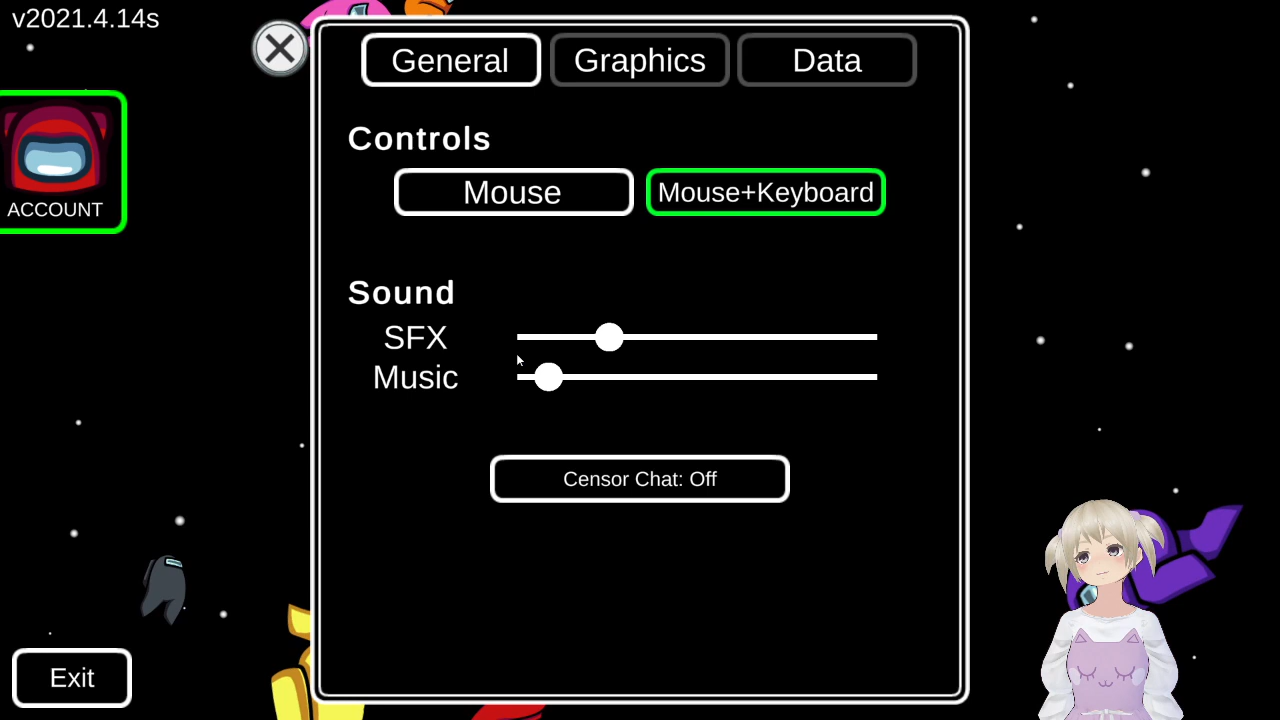 v2021.4.14s
General
Graphics
Data
ACCOUNT
Controls
Mouse
Mouse+Keyboard
Sound
SFX
Music
Censor Chat: Off
Exit